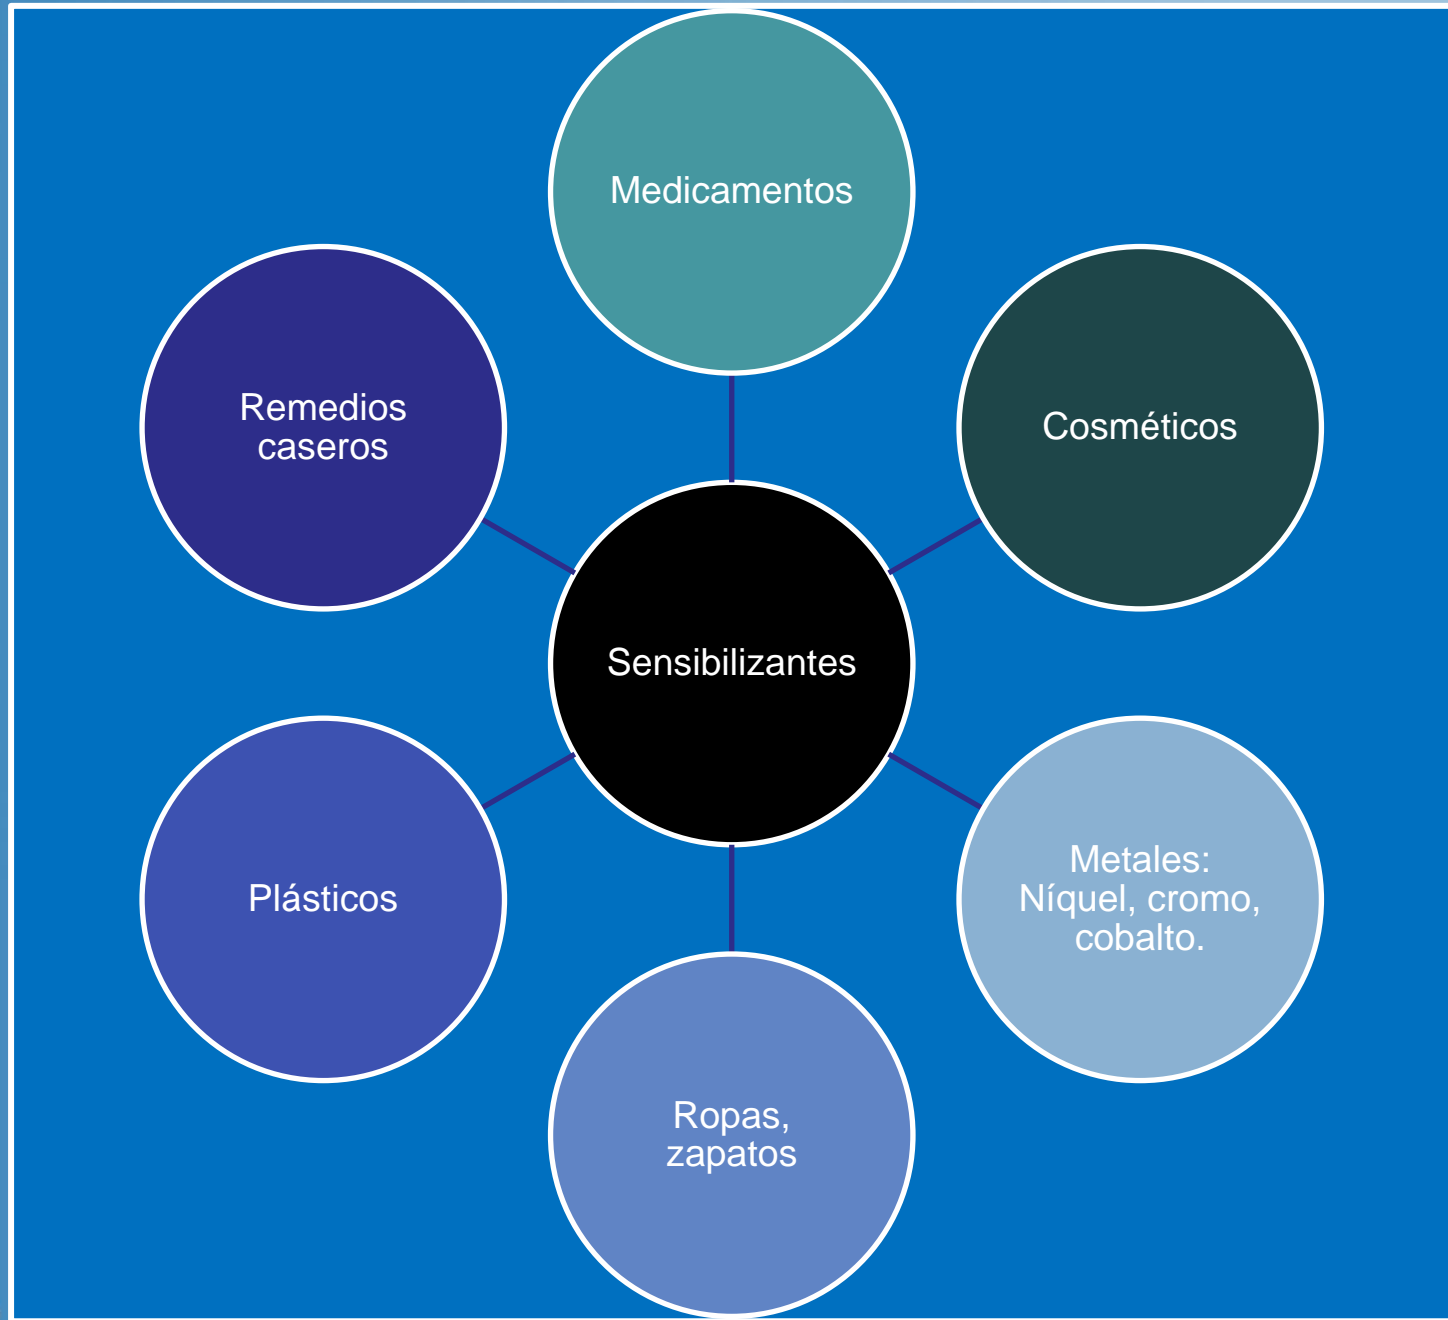 Medicamentos
Remedios
caseros
Cosméticos
Sensibilizantes
Plásticos
Metales:
Níquel, cromo,
cobalto.
Ropas,
zapatos